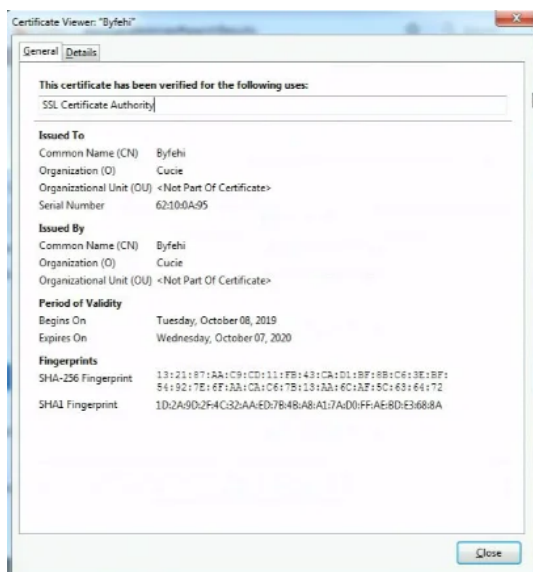 Certificate Viewer: "Byfehi"
General Details
This certificate has been verified for the following uses:
SSL Certificate Authority
Issued To
Common Name (CN) Byfehi
Organization (O) Cucie
Organizational Unit (OU) <Not Part Of Certificate>
Serial Number 62:10:0A:95
Issued By
Common Name (CN) Byfehi
Organization (O) Cucie
Organizational Unit (OU) <Not Part Of Certificate>
Period of Validity
Begins On Tuesday, October 08, 2019
Expires On Wednesday, October 07, 2020
Fingerprints
SHA-256 Fingerprint 13:21:87:AA:C9:CD:11:FB:43:CA:D1:BF:8B:C6:3E:BF:
54:92:7E:6F:AA:CA:C6:7B:13:AA:6C:AF:5C:63:64:72
SHA1 Fingerprint 1D:2A:9D:2F:4C:32:AA:ED:7B:4B:A8:A1:7A:D0:FF:AE:BD:E3:68:8A
Close